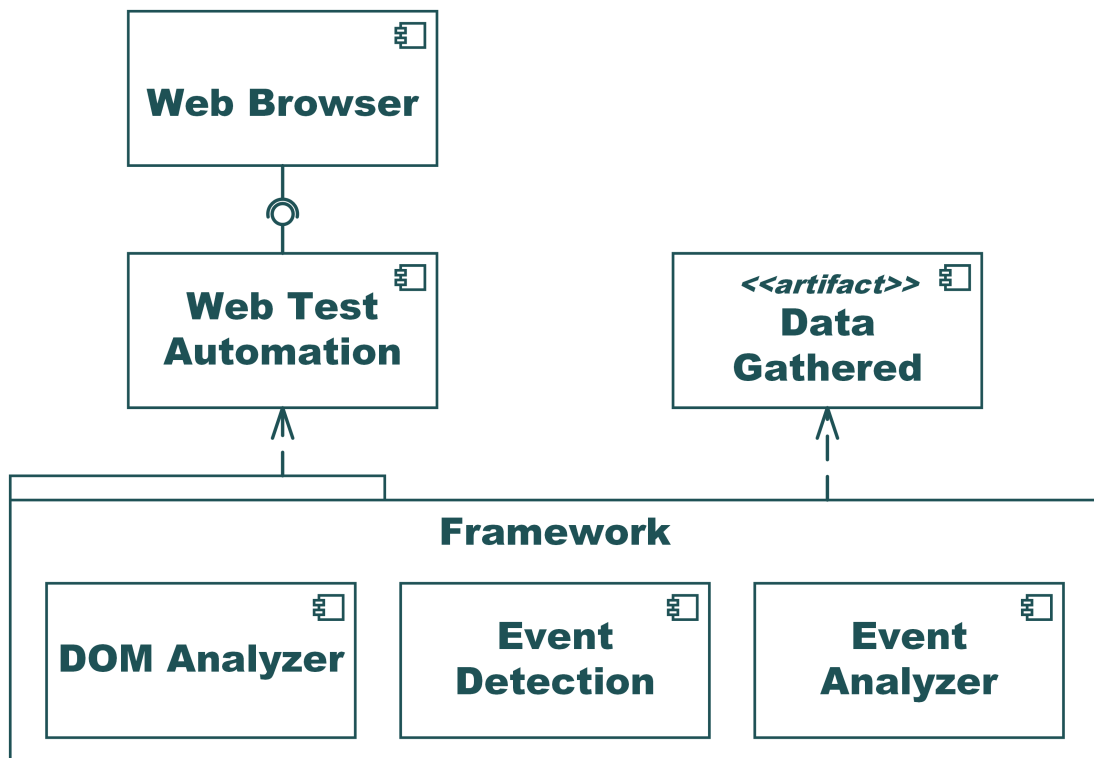 Web Browser
Web Test
Automation
<<artifact>>
Data
Gathered
Framework
DOM Analyzer
Event
Detection
Event
Analyzer